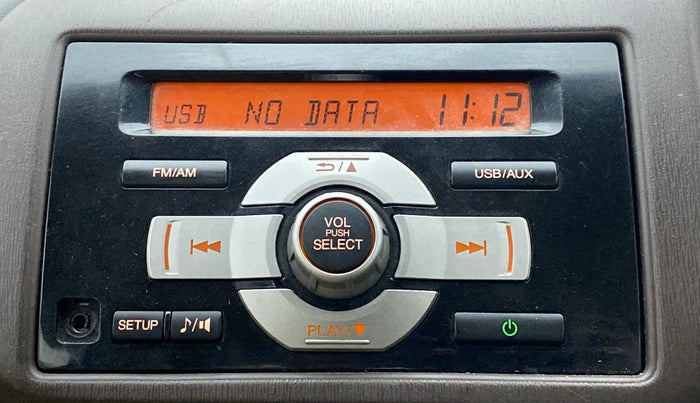 USB NO DATA 11:12
FM/AM
USB/AUX
VOL
PUSH
SELECT
SETUP
PLAY/▼